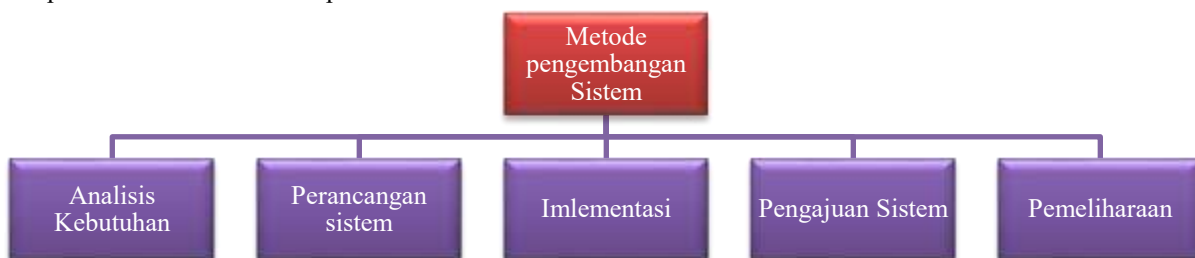 Metode
pengembangan
Sistem
Analisis
Kebutuhan
Perancangan
sistem
Imlementasi
Pengajuan Sistem
Pemeliharaan